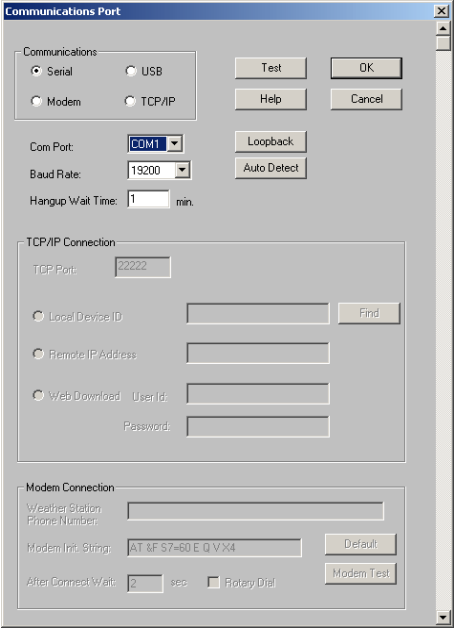 Communications Port
Communications
Serial USB Test OK
Modem TCP/IP Help Cancel
Com Port: COM1 Loopback
Baud Rate: 19200 Auto Detect
Hangup Wait Time: 1 min.
TCP/IP Connection
TCP Port: 22222
Local Device ID Find
Remote IP Address
Web Download User Id:
Password:
Modem Connection
Weather Station
Phone Number:
Modem Init. String: AT &F S7=60 E Q V X4 Default
After Connect Wait: 2 sec Rotary Dial Modem Test